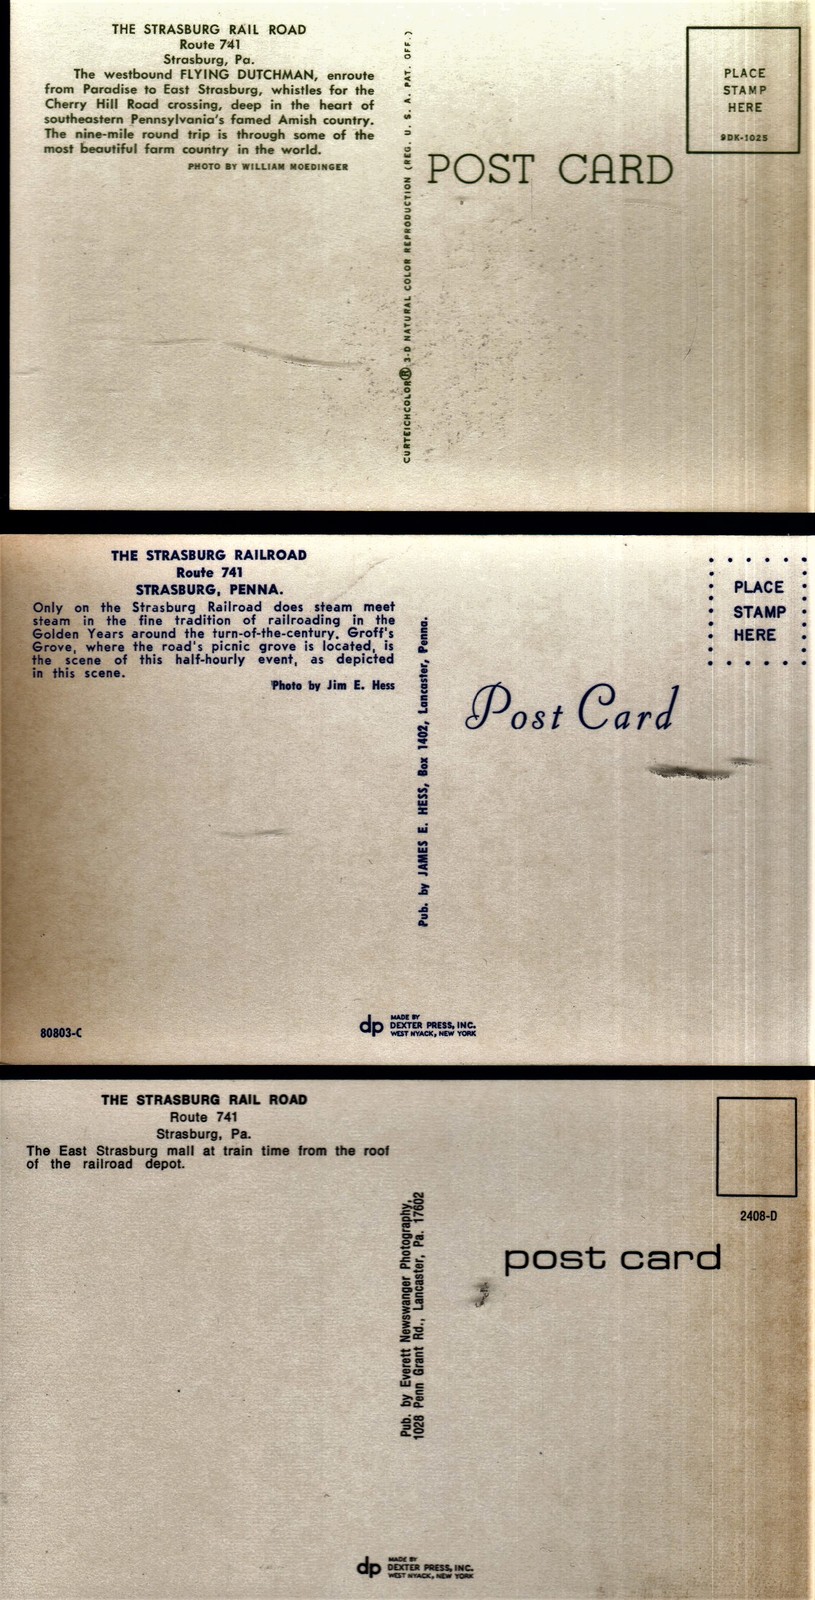 THE STRASBURG RAIL ROAD
Route 741
Strasburg, Pa.
The westbound FLYING DUTCHMAN, enroute
from Paradise to East Strasburg, whistles for the
Cherry Hill Road crossing, deep in the heart of
southeastern Pennsylvania's famed Amish country.
The nine-mile round trip is through some of the
most beautiful farm country in the world.
PHOTO BY WILLIAM MOEDINGER
CURTEICHCOLOR® 3-D NATURAL COLOR REPRODUCTION (REG. U. S. A. PAT. OFF.)
POST CARD
PLACE
STAMP
HERE
9DK-1025
THE STRASBURG RAILROAD
Route 741
STRASBURG, PENNA.
Only on the Strasburg Railroad does steam meet
steam in the fine tradition of railroading in the
Golden Years around the turn-of-the-century. Groff's
Grove, where the road's picnic grove is located, is
the scene of this half-hourly event, as depicted
in this scene.
Photo by Jim E. Hess
Pub. by JAMES E. HESS, Box 1402, Lancaster, Penna.
Post Card
PLACE
STAMP
HERE
80803-C
dp
MADE BY
DEXTER PRESS, INC.
WEST NYACK, NEW YORK
THE STRASBURG RAIL ROAD
Route 741
Strasburg, Pa.
The East Strasburg mall at train time from the roof
of the railroad depot.
Pub. by Everett Newswanger Photography,
1028 Penn Grant Rd., Lancaster, Pa. 17602
2408-D
post card
dp
MADE BY
DEXTER PRESS, INC.
WEST NYACK, NEW YORK